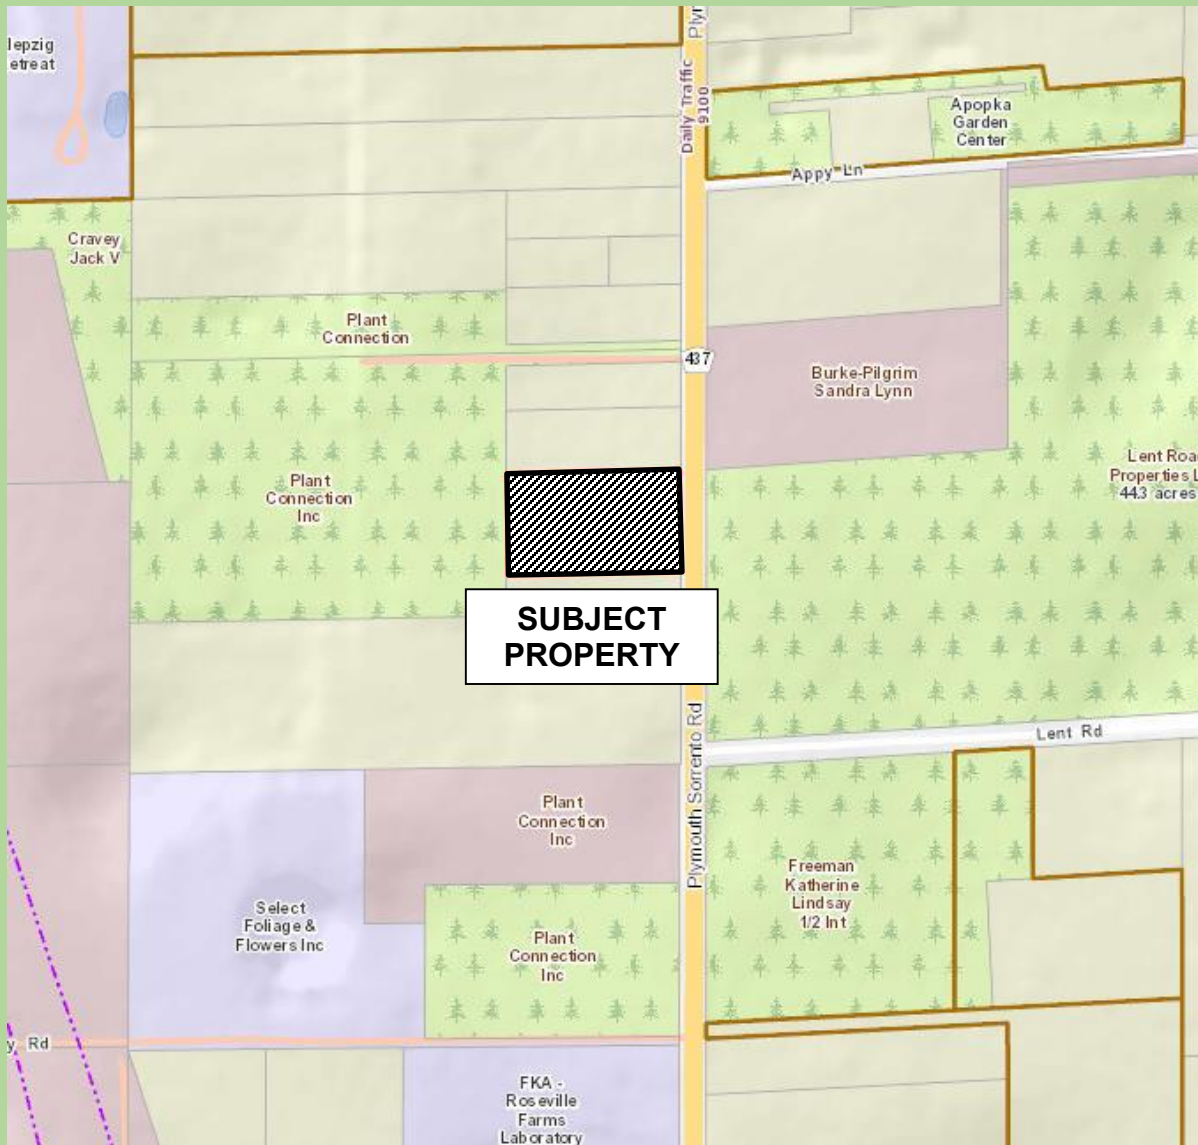 lepzig
etreat
Cravey
Jack V
Plant
Connection
Plant
Connection
Inc
Daily Traffic
9100
Apopka
Garden
Center
Appy Ln
437
Burke-Pilgrim
Sandra Lynn
Lent Roa
Properties L
44.3 acres
SUBJECT
PROPERTY
Plymouth Sorrento Rd
Lent Rd
Plant
Connection
Inc
Select
Foliage &
Flowers Inc
Plant
Connection
Inc
Freeman
Katherine
Lindsay
1/2 Int
y Rd
FKA -
Roseville
Farms
Laboratory